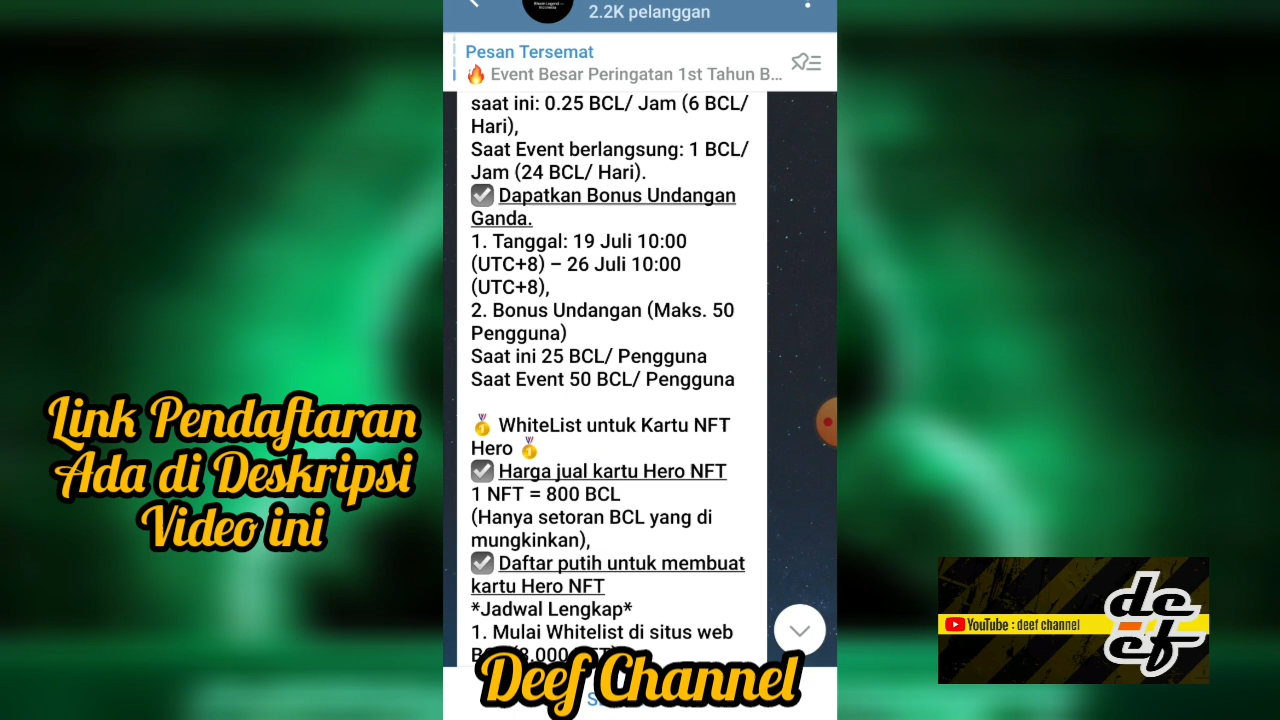 2.2K pelanggan
Pesan Tersemat
🔥 Event Besar Peringatan 1st Tahun B...
saat ini: 0.25 BCL/ Jam (6 BCL/
Hari),
Saat Event berlangsung: 1 BCL/
Jam (24 BCL/ Hari).
☑️ Dapatkan Bonus Undangan
Ganda.
1. Tanggal: 19 Juli 10:00
(UTC+8) – 26 Juli 10:00
(UTC+8),
2. Bonus Undangan (Maks. 50
Pengguna)
Saat ini 25 BCL/ Pengguna
Saat Event 50 BCL/ Pengguna
🏅 WhiteList untuk Kartu NFT
Hero 🏅
☑️ Harga jual kartu Hero NFT
1 NFT = 800 BCL
(Hanya setoran BCL yang di
mungkinkan),
☑️ Daftar putih untuk membuat
kartu Hero NFT
*Jadwal Lengkap*
1. Mulai Whitelist di situs web
Link Pendaftaran
Ada di Deskripsi
Video ini
YouTube : deef channel
deef
Deef Channel